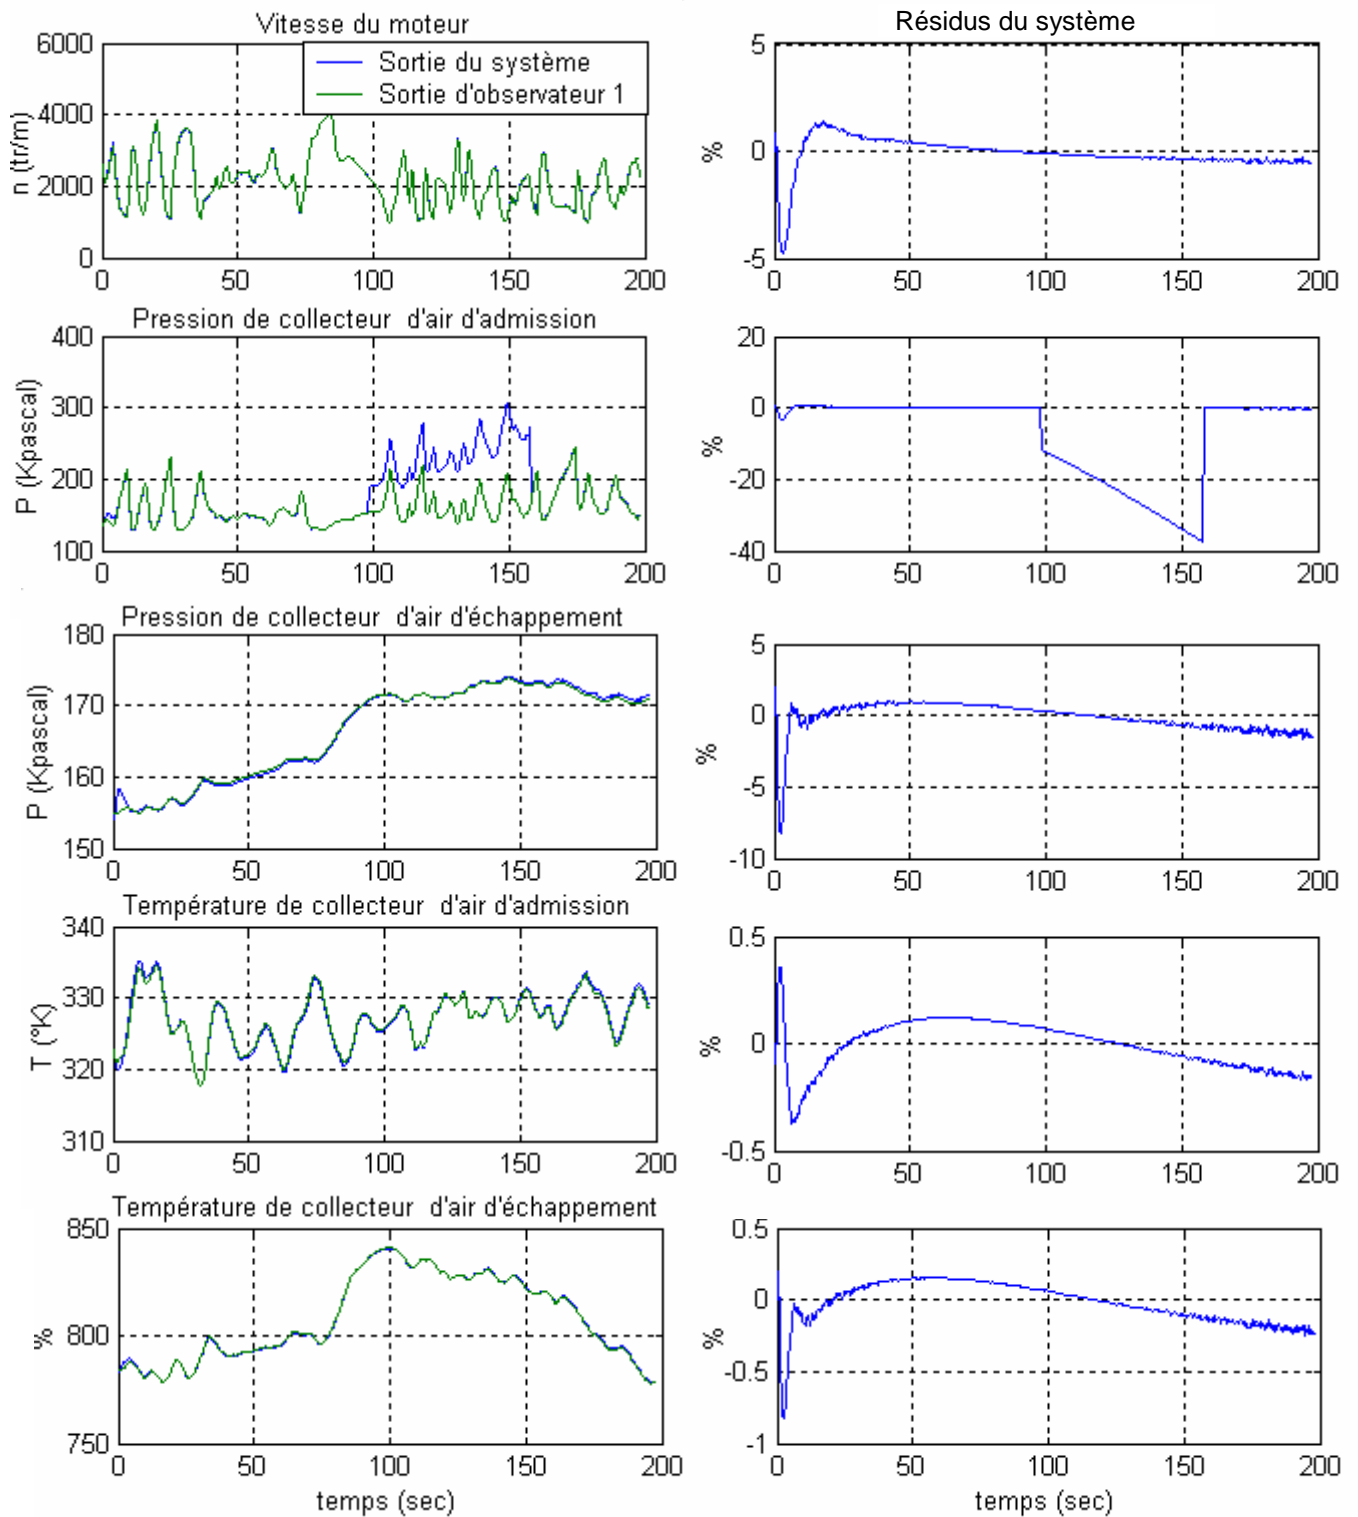 Vitesse du moteur
6000
4000
2000
0
n (tr/m)
Sortie du système
Sortie d'observateur 1
0 50 100 150 200
Résidus du système
5
0
-5
%
0 50 100 150 200
Pression de collecteur d'air d'admission
400
300
200
100
P (Kpascal)
0 50 100 150 200
20
0
-20
-40
%
0 50 100 150 200
Pression de collecteur d'air d'échappement
180
170
160
150
P (Kpascal)
0 50 100 150 200
5
0
-5
-10
%
0 50 100 150 200
Température de collecteur d'air d'admission
340
330
320
310
T (°K)
0 50 100 150 200
0.5
0
-0.5
%
0 50 100 150 200
Température de collecteur d'air d'échappement
850
800
750
%
0 50 100 150 200
temps (sec)
0.5
0
-0.5
-1
%
0 50 100 150 200
temps (sec)